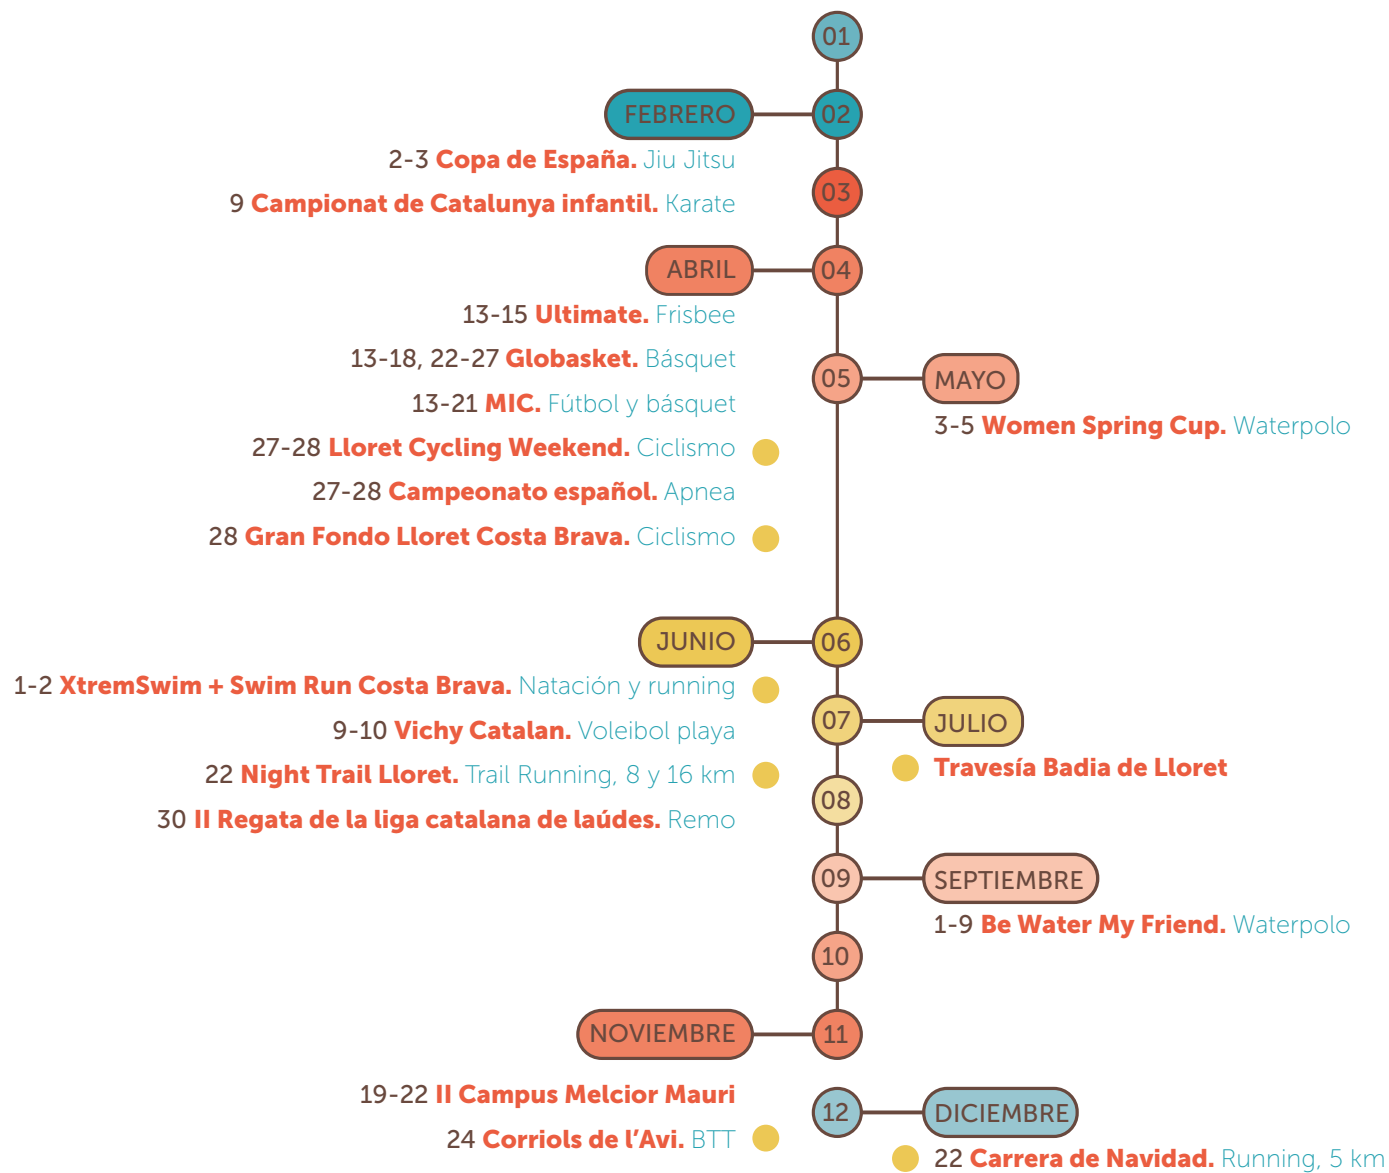 01
FEBRERO
02
2-3 Copa de España. Jiu Jitsu
03
9 Campionat de Catalunya infantil. Karate
ABRIL
04
13-15 Ultimate. Frisbee
13-18, 22-27 Globasket. Básquet
13-21 MIC. Fútbol y básquet
27-28 Lloret Cycling Weekend. Ciclismo
27-28 Campeonato español. Apnea
28 Gran Fondo Lloret Costa Brava. Ciclismo
05
MAYO
3-5 Women Spring Cup. Waterpolo
JUNIO
06
1-2 XtremSwim + Swim Run Costa Brava. Natación y running
9-10 Vichy Catalan. Voleibol playa
22 Night Trail Lloret. Trail Running, 8 y 16 km
30 II Regata de la liga catalana de laúdes. Remo
07
JULIO
Travesía Badia de Lloret
08
09
SEPTIEMBRE
1-9 Be Water My Friend. Waterpolo
10
NOVIEMBRE
11
19-22 II Campus Melcior Mauri
24 Corriols de l'Avi. BTT
12
DICIEMBRE
22 Carrera de Navidad. Running, 5 km